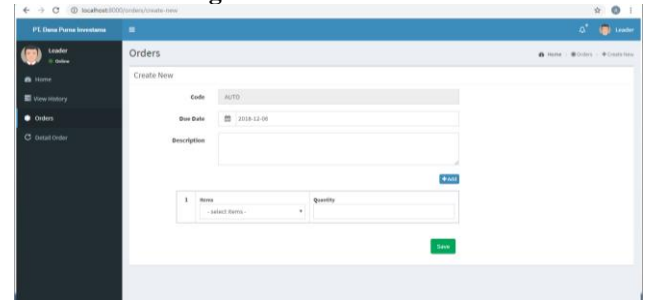 localhost:8000/orders/create-new
PT. Dana Purna Investama
Leader
Leader
Online
Orders
Home
Orders
Create New
Home
View History
Orders
Detail Order
Create New
Code
AUTO
Due Date
2018-12-06
Description
+ Add
1
Items
Quantity
- select items -
Save